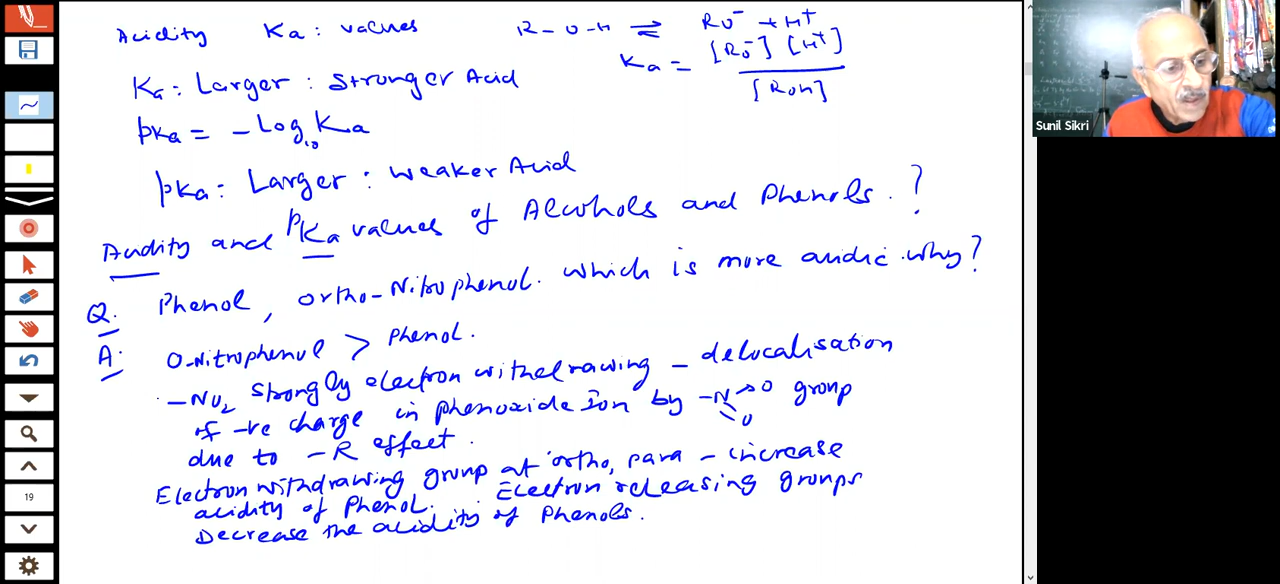 Acidity Ka : values R-O-H ⇌ RO⁻ + H⁺
Ka = [RO⁻] [H⁺] / [ROH]
Ka : Larger : Stronger Acid
pKa = - Log₁₀ Ka
pKa : Larger : weaker Acid
Acidity and pKa values of Alcohols and Phenols. ?
Q. Phenol, ortho-Nitrophenol. which is more acidic. why?
A. O-Nitrophenol > phenol.
-NO₂ strongly electron withdrawing - delocalisation
of -ve charge in phenoxide ion by -N→O group
=O
due to -R effect.
Electron withdrawing group at ortho, para - increase
acidity of Phenol. Electron releasing groups
Decrease the acidity of Phenols.
19
Sunil Sikri